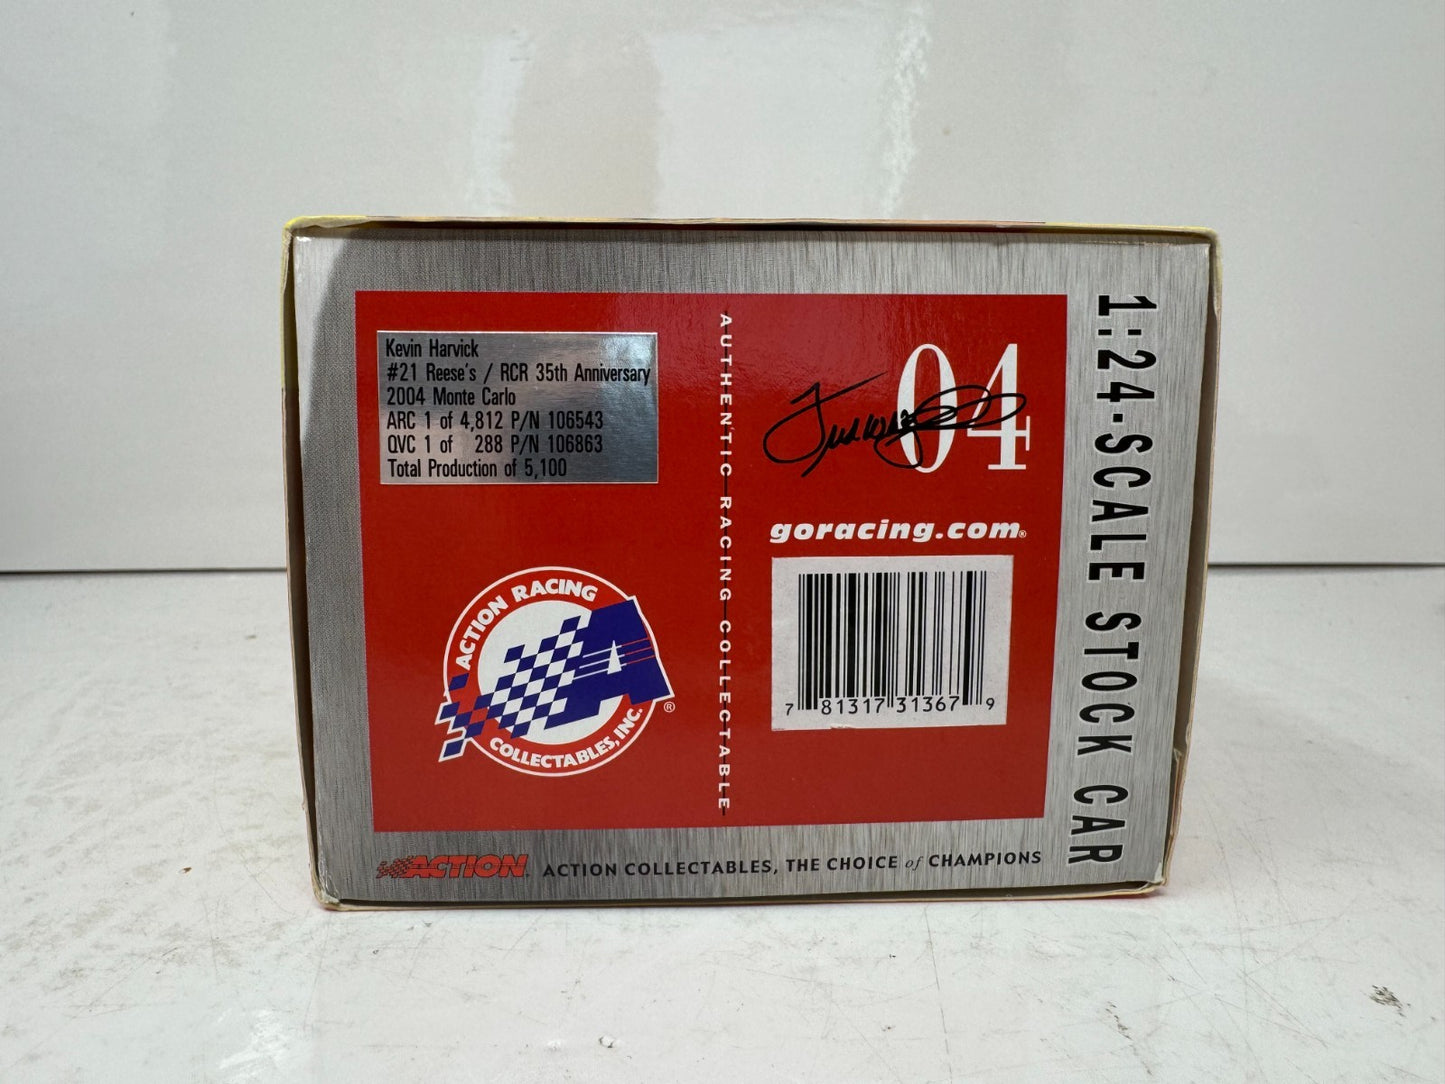 Kevin Harvick
#21 Reese's / RCR 35th Anniversary
2004 Monte Carlo
ARC 1 of 4,812 P/N 106543
QVC 1 of 288 P/N 106863
Total Production of 5,100
ACTION RACING
COLLECTABLES, INC.
®
AUTHENTIC RACING COLLECTABLE
04
goracing.com®
7 81317 31367 9
1:24-SCALE STOCK CAR
ACTION
ACTION COLLECTABLES, THE CHOICE of CHAMPIONS